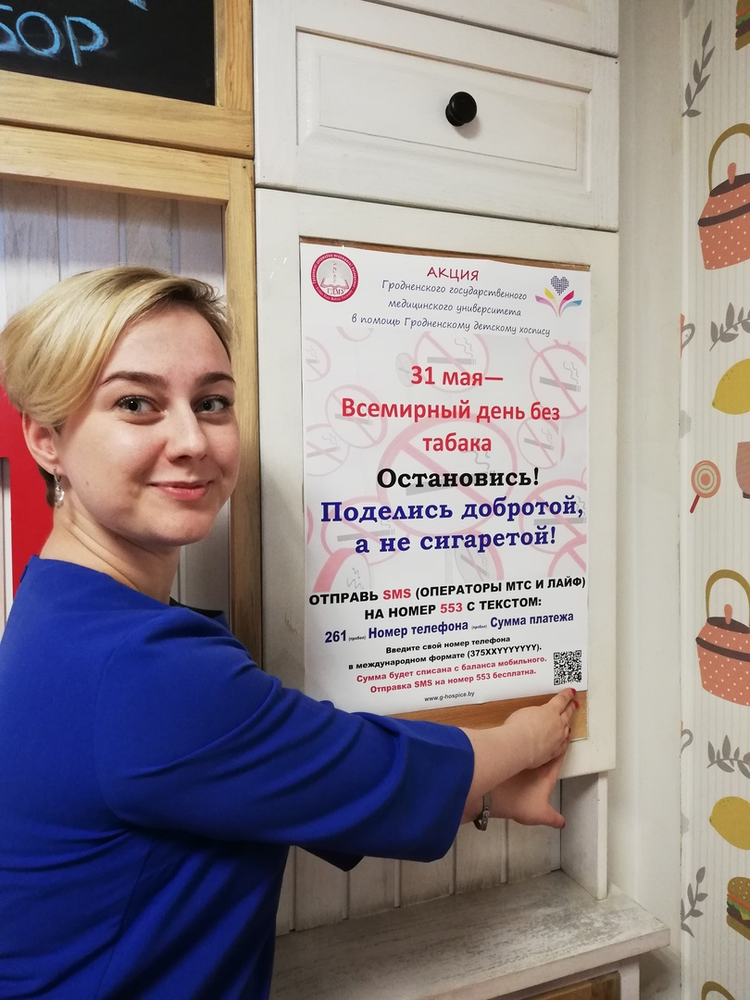 БОР
АКЦИЯ
Гродненского государственного
медицинского университета
в помощь Гродненскому детскому хоспису
ГДМУ
31 мая—
Всемирный день без
табака
Остановись!
Поделись добротой,
а не сигаретой!
ОТПРАВЬ SMS (ОПЕРАТОРЫ МТС И ЛАЙФ)
НА НОМЕР 553 С ТЕКСТОМ:
261 (пробел) Номер телефона (пробел) Сумма платежа
Введите свой номер телефона
в международном формате (375XXYYYYYYY).
Сумма будет списана с баланса мобильного.
Отправка SMS на номер 553 бесплатна.
www.g-hospice.by